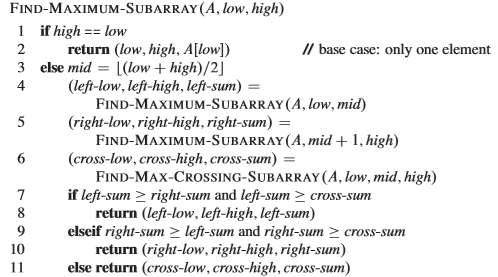 FIND-MAXIMUM-SUBARRAY(A, low, high)
1 if high == low
2 return (low, high, A[low]) // base case: only one element
3 else mid = ⌊(low + high)/2⌋
4 (left-low, left-high, left-sum) =
FIND-MAXIMUM-SUBARRAY(A, low, mid)
5 (right-low, right-high, right-sum) =
FIND-MAXIMUM-SUBARRAY(A, mid + 1, high)
6 (cross-low, cross-high, cross-sum) =
FIND-MAX-CROSSING-SUBARRAY(A, low, mid, high)
7 if left-sum ≥ right-sum and left-sum ≥ cross-sum
8 return (left-low, left-high, left-sum)
9 elseif right-sum ≥ left-sum and right-sum ≥ cross-sum
10 return (right-low, right-high, right-sum)
11 else return (cross-low, cross-high, cross-sum)